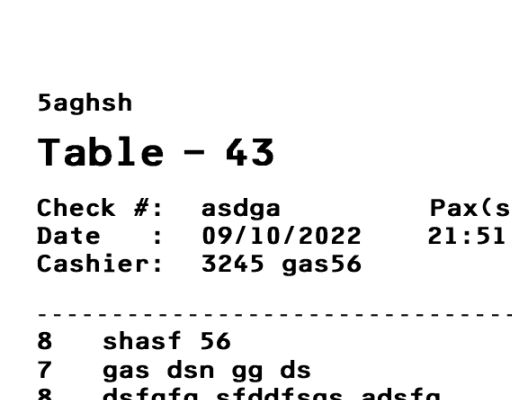 5aghsh
Table - 43
Check #: asdga Pax(s
Date : 09/10/2022 21:51
Cashier: 3245 gas56
8 shasf 56
7 gas dsn gg ds
8 dsfgfg sfddfsgs adsfg